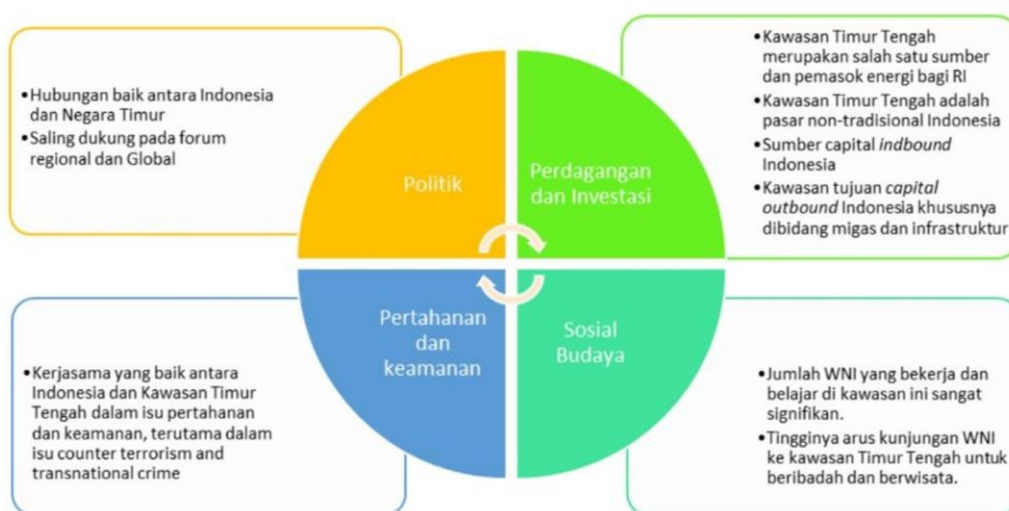 •Hubungan baik antara Indonesia
dan Negara Timur
•Saling dukung pada forum
regional dan Global
Politik
•Kawasan Timur Tengah
merupakan salah satu sumber
dan pemasok energi bagi RI
•Kawasan Timur Tengah adalah
pasar non-tradisional Indonesia
•Sumber capital indbound
Indonesia
•Kawasan tujuan capital
outbound Indonesia khususnya
dibidang migas dan infrastruktur
Perdagangan
dan Investasi
•Kerjasama yang baik antara
Indonesia dan Kawasan Timur
Tengah dalam isu pertahanan
dan keamanan, terutama dalam
isu counter terrorism and
transnational crime
Pertahanan
dan
keamanan
Sosial
Budaya
•Jumlah WNI yang bekerja dan
belajar di kawasan ini sangat
signifikan.
•Tingginya arus kunjungan WNI
ke kawasan Timur Tengah untuk
beribadah dan berwisata.